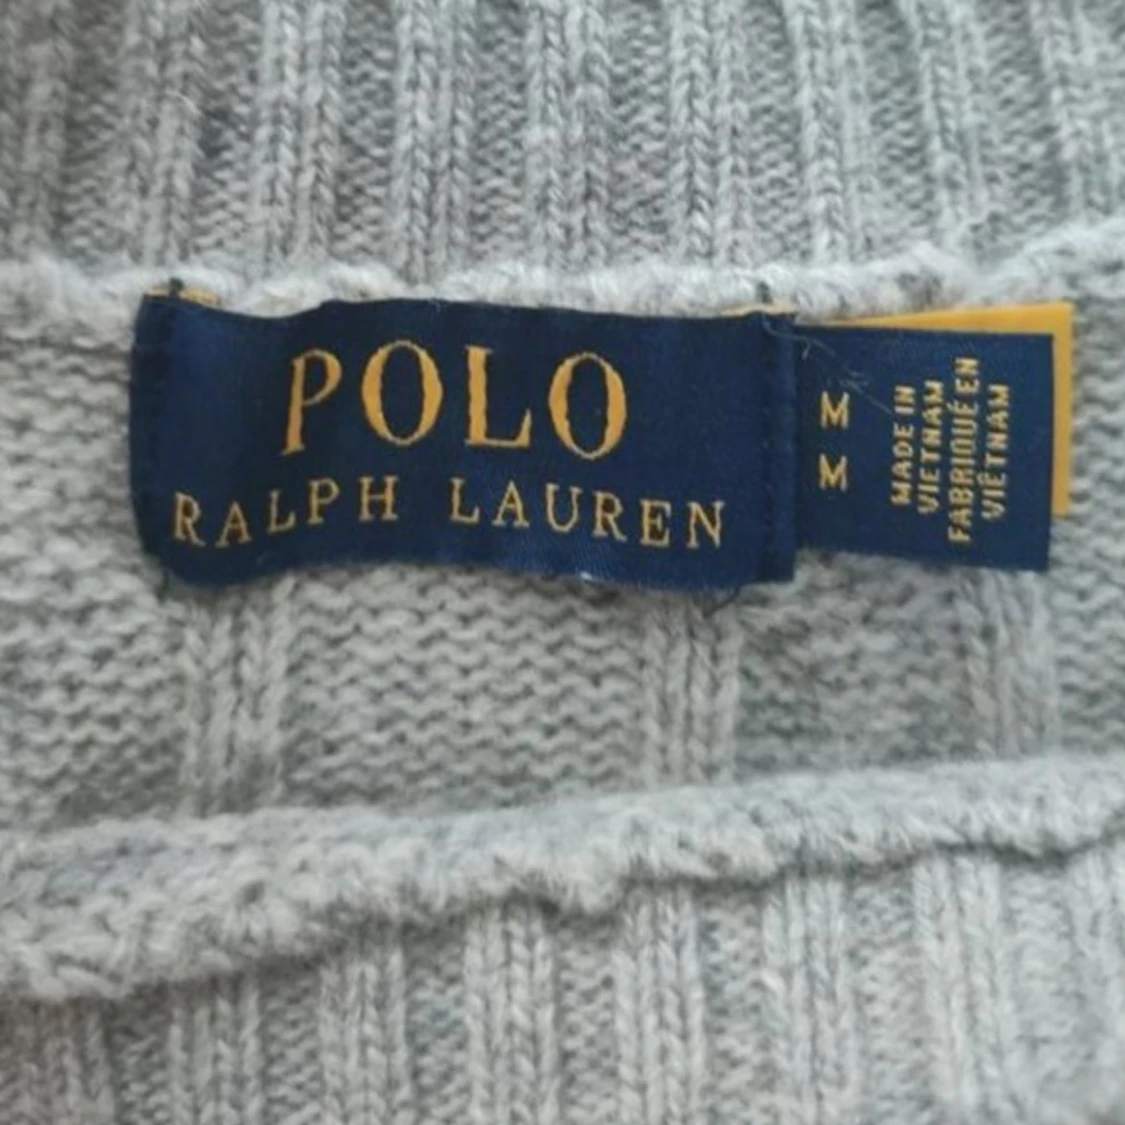 POLO
RALPH LAUREN
M
M
MADE IN
VIETNAM
FABRIQUÉ EN
VIÊTNAM